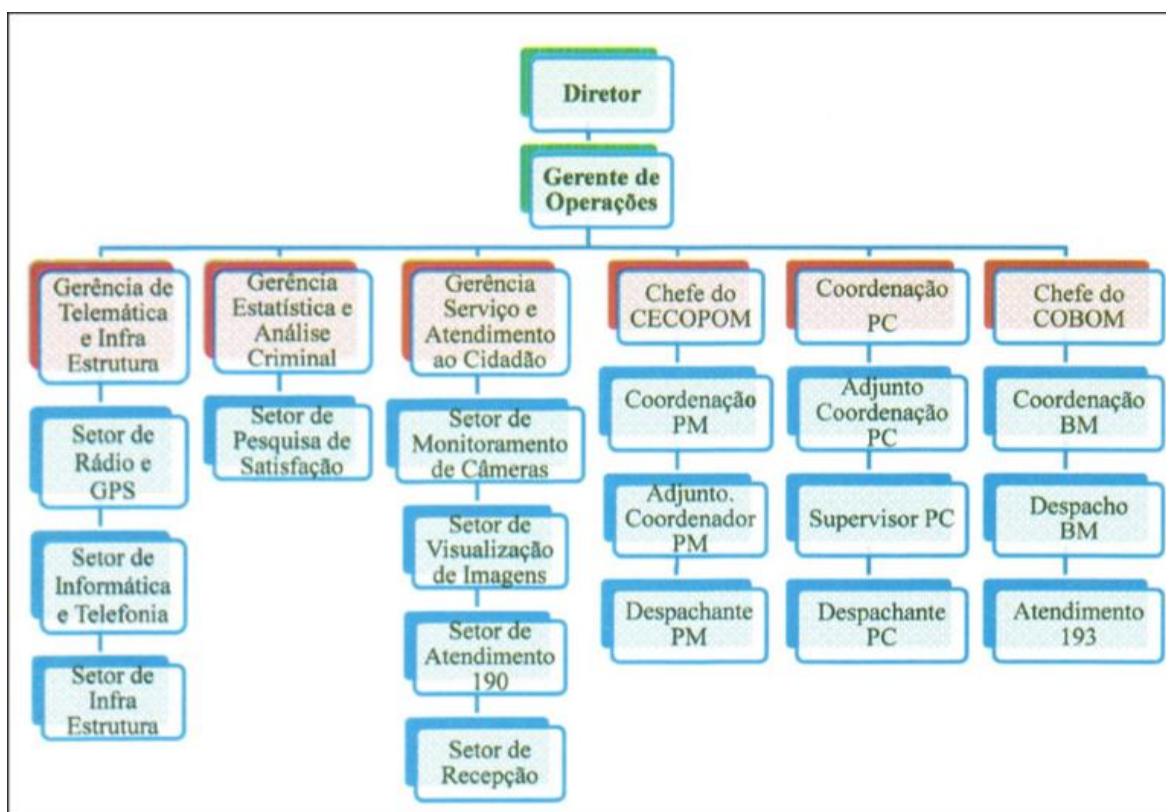 Diretor
Gerente de
Operações
Gerência de
Telemática
e Infra
Estrutura
Setor de
Rádio e
GPS
Setor de
Informática
e Telefonia
Setor de
Infra
Estrutura
Gerência
Estatística e
Análise
Criminal
Setor de
Pesquisa de
Satisfação
Gerência
Serviço e
Atendimento
ao Cidadão
Setor de
Monitoramento
de Câmeras
Setor de
Visualização
de Imagens
Setor de
Atendimento
190
Setor de
Recepção
Chefe do
CECOPOM
Coordenação
PM
Adjunto.
Coordenador
PM
Despachante
PM
Coordenação
PC
Adjunto
Coordenação
PC
Supervisor PC
Despachante
PC
Chefe do
COBOM
Coordenação
BM
Despacho
BM
Atendimento
193